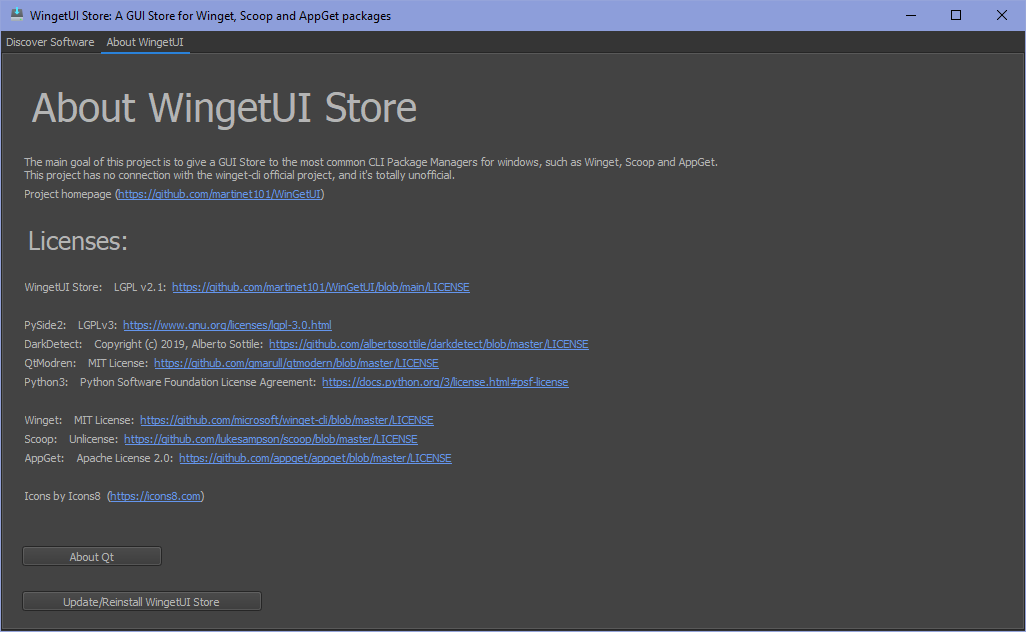 WingetUI Store: A GUI Store for Winget, Scoop and AppGet packages
Discover Software About WingetUI
About WingetUI Store
The main goal of this project is to give a GUI Store to the most common CLI Package Managers for windows, such as Winget, Scoop and AppGet.
This project has no connection with the winget-cli official project, and it's totally unofficial.
Project homepage (https://github.com/martinet101/WinGetUI)
Licenses:
WingetUI Store: LGPL v2.1: https://github.com/martinet101/WinGetUI/blob/main/LICENSE
PySide2: LGPLv3: https://www.gnu.org/licenses/lgpl-3.0.html
DarkDetect: Copyright (c) 2019, Alberto Sottile: https://github.com/albertosottile/darkdetect/blob/master/LICENSE
QtModren: MIT License: https://github.com/gmarull/qtmodern/blob/master/LICENSE
Python3: Python Software Foundation License Agreement: https://docs.python.org/3/license.html#psf-license
Winget: MIT License: https://github.com/microsoft/winget-cli/blob/master/LICENSE
Scoop: Unlicense: https://github.com/lukesampson/scoop/blob/master/LICENSE
AppGet: Apache License 2.0: https://github.com/appget/appget/blob/master/LICENSE
Icons by Icons8 (https://icons8.com)
About Qt
Update/Reinstall WingetUI Store